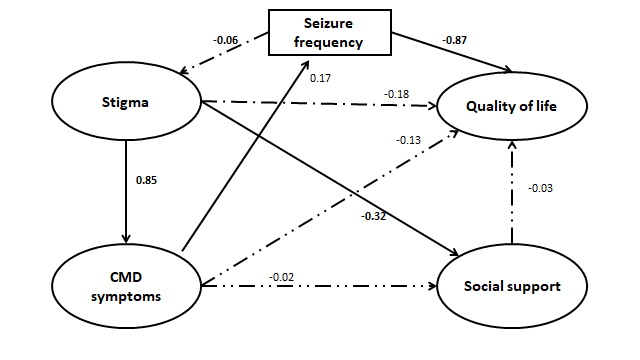 Seizure
frequency
-0.06
-0.87
0.17
Stigma
-0.18
Quality of life
-0.13
0.85
-0.03
-0.32
CMD
symptoms
-0.02
Social support